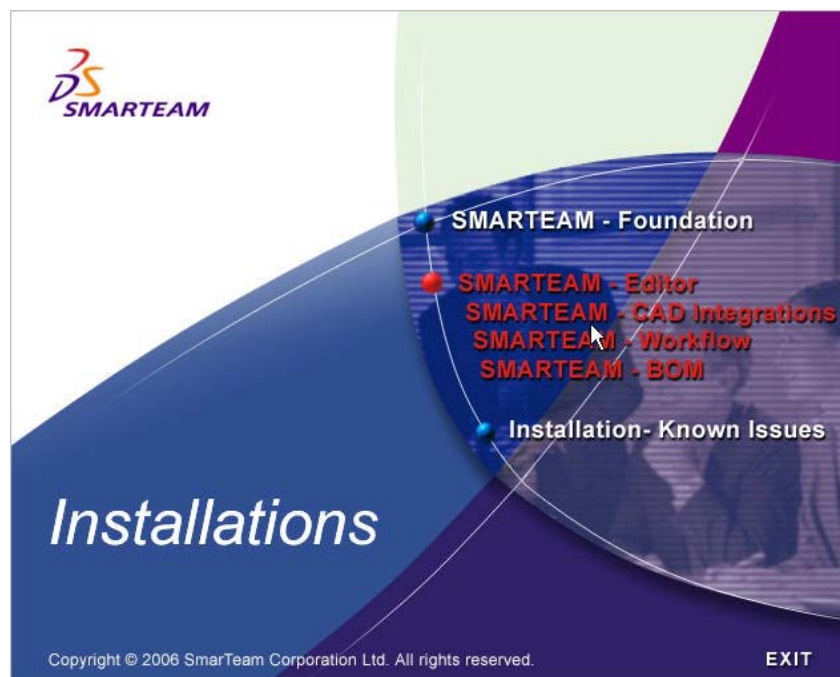 SMARTEAM
SMARTEAM - Foundation
SMARTEAM - Editor
SMARTEAM - CAD Integrations
SMARTEAM - Workflow
SMARTEAM - BOM
Installation- Known Issues
Installations
Copyright © 2006 SmarTeam Corporation Ltd. All rights reserved.
EXIT